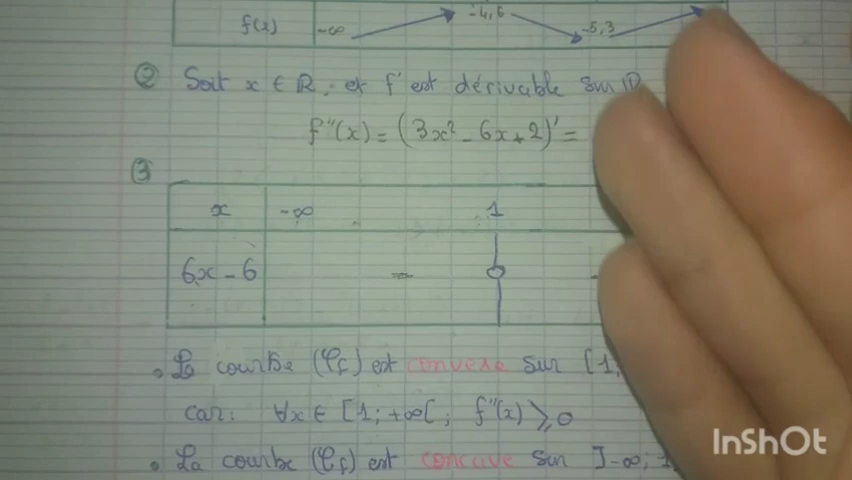 f(x) -∞ -4,6 -5,3
② Soit x ∈ ℝ, et f' est dérivable sur ℝ
f''(x) = (3x² - 6x + 2)' =
③
x -∞ 1
6x - 6 -
• La courbe (𝒞f) est convexe sur [1;
car: ∀x ∈ [1; +∞[ ; f''(x) ⩾ 0
• La courbe (𝒞f) est concave sur ]-∞; 1
InShOt